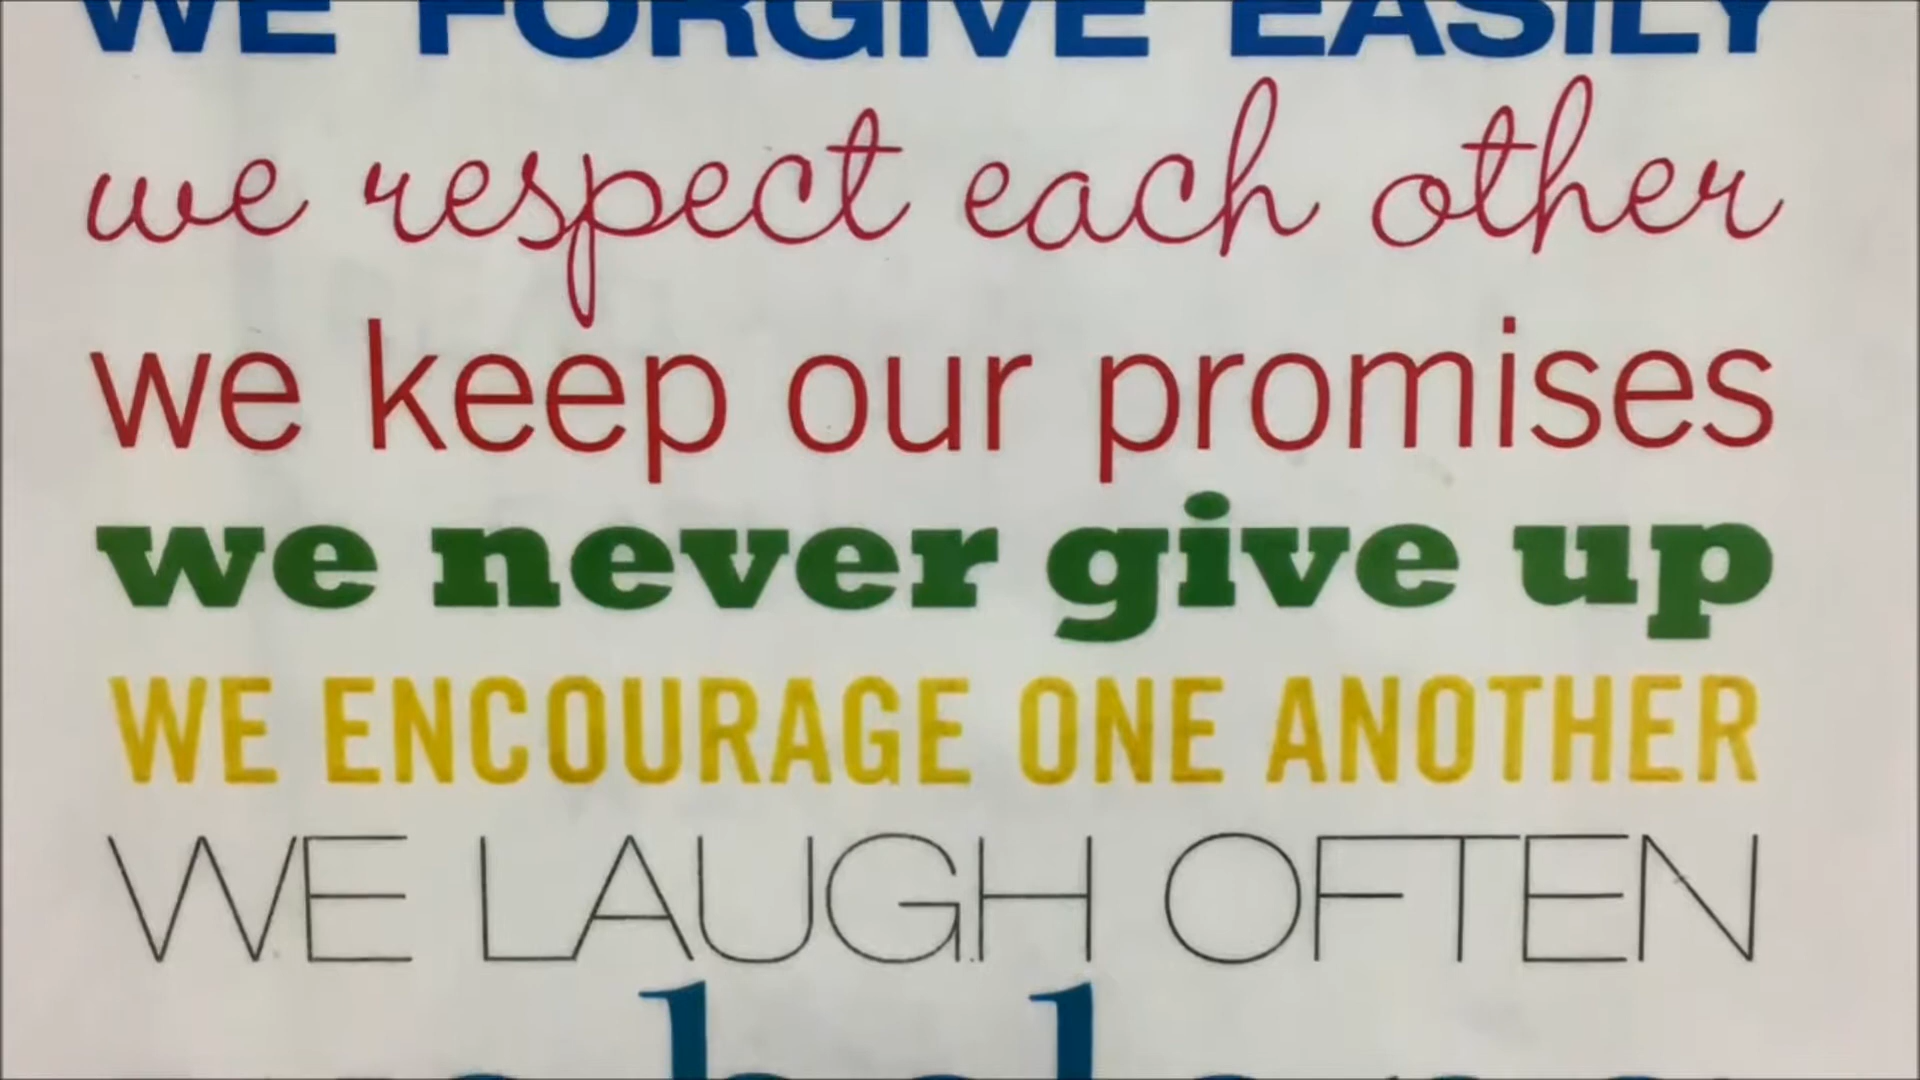 WE FORGIVE EASILY
we respect each other
we keep our promises
we never give up
WE ENCOURAGE ONE ANOTHER
WE LAUGH OFTEN